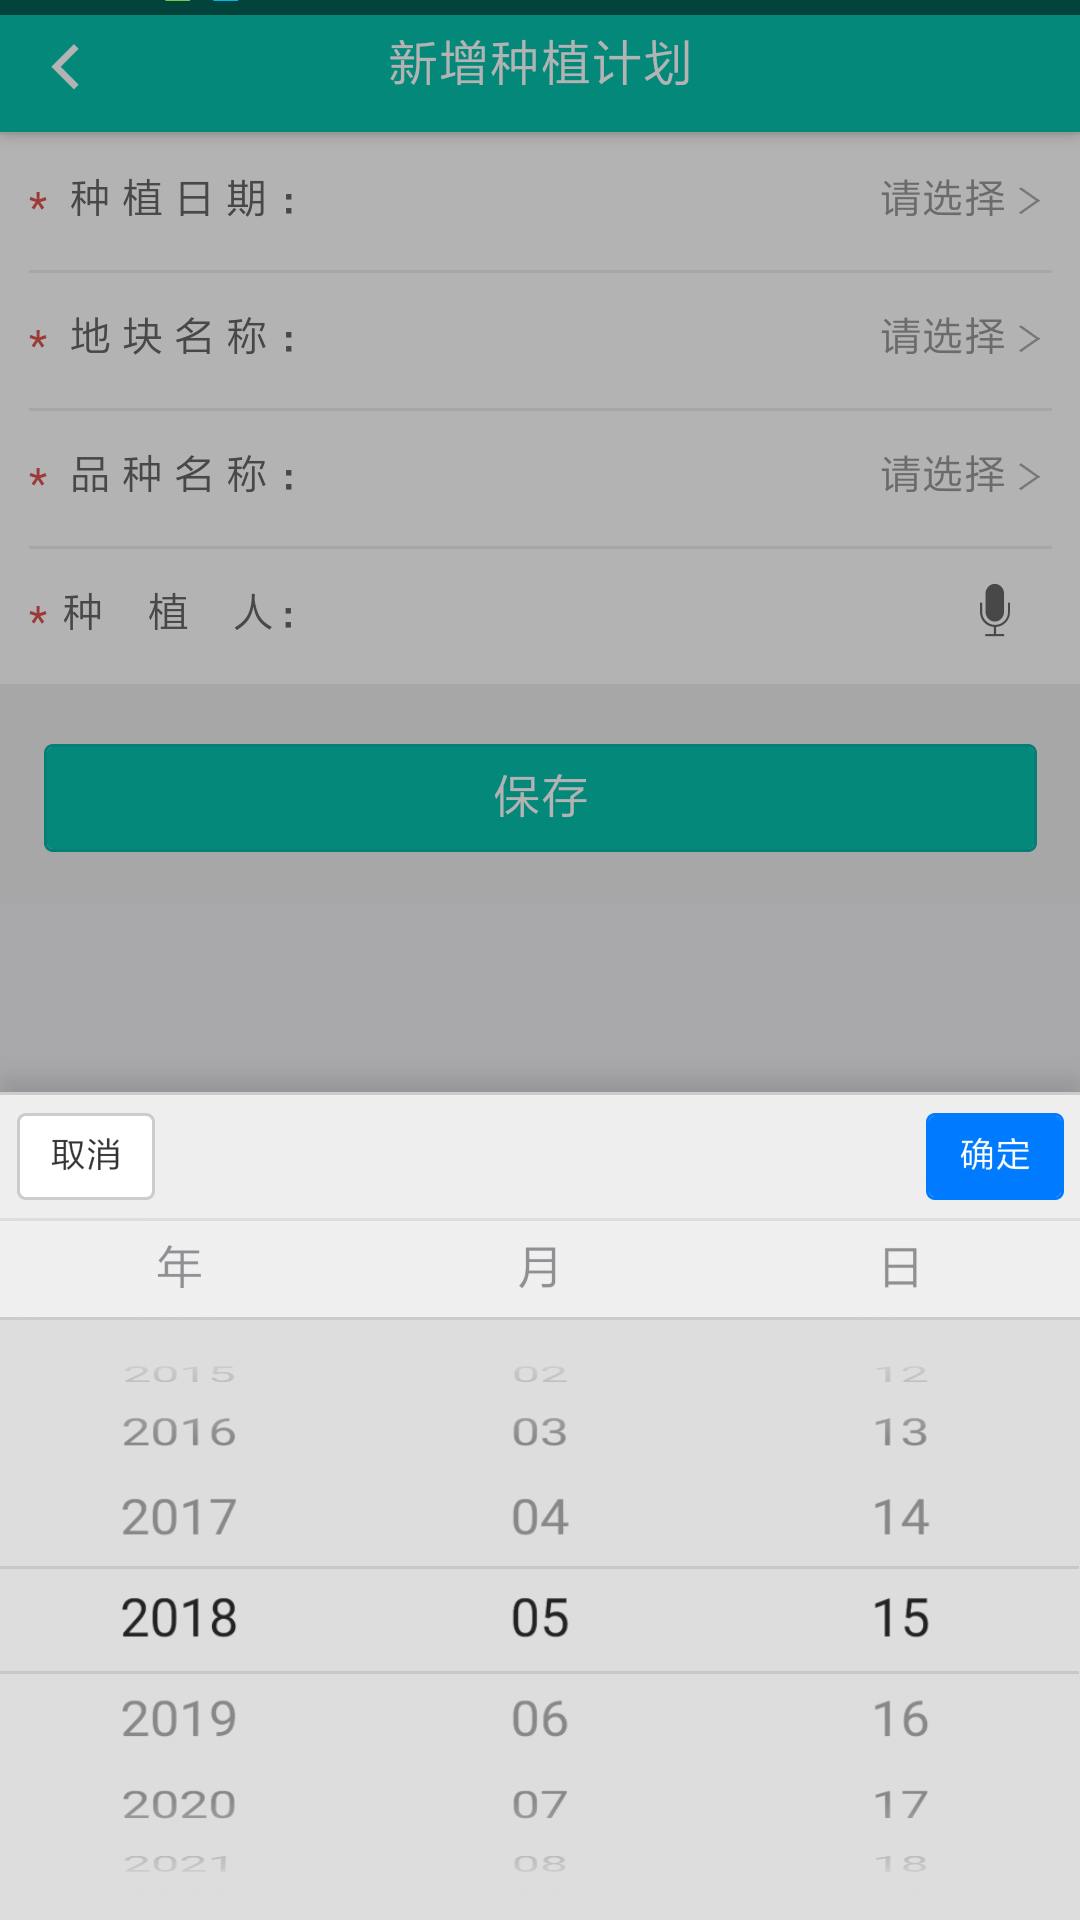 新增种植计划
* 种植日期: 请选择 >
* 地块名称: 请选择 >
* 品种名称: 请选择 >
* 种 植 人:
保存
取消 确定
年 月 日
2015 02 12
2016 03 13
2017 04 14
2018 05 15
2019 06 16
2020 07 17
2021 08 18